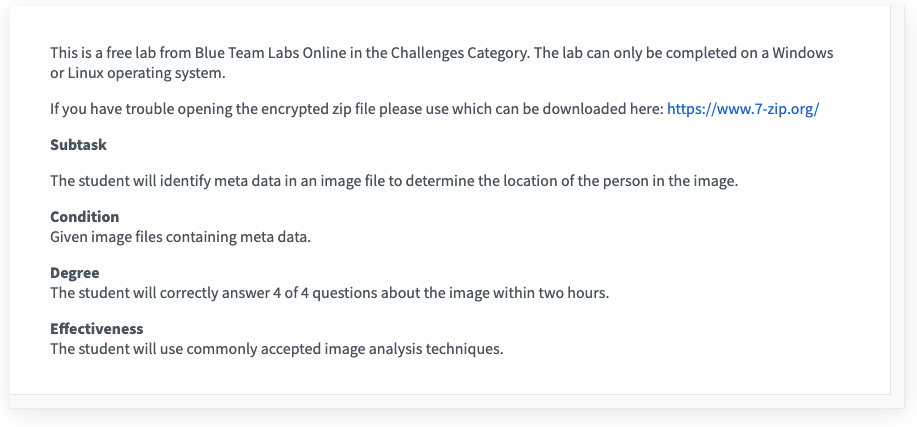 This is a free lab from Blue Team Labs Online in the Challenges Category. The lab can only be completed on a Windows
or Linux operating system.
If you have trouble opening the encrypted zip file please use which can be downloaded here: https://www.7-zip.org/
Subtask
The student will identify meta data in an image file to determine the location of the person in the image.
Condition
Given image files containing meta data.
Degree
The student will correctly answer 4 of 4 questions about the image within two hours.
Effectiveness
The student will use commonly accepted image analysis techniques.